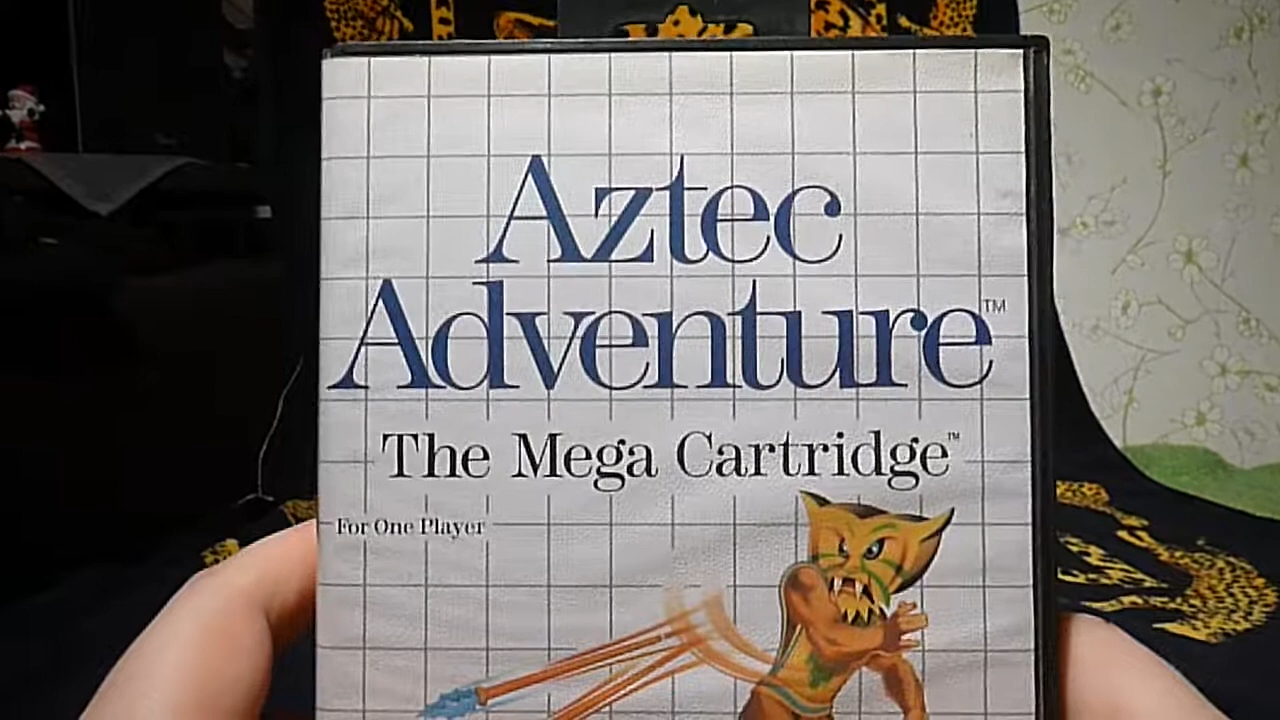 Aztec
Adventure™
The Mega Cartridge™
For One Player